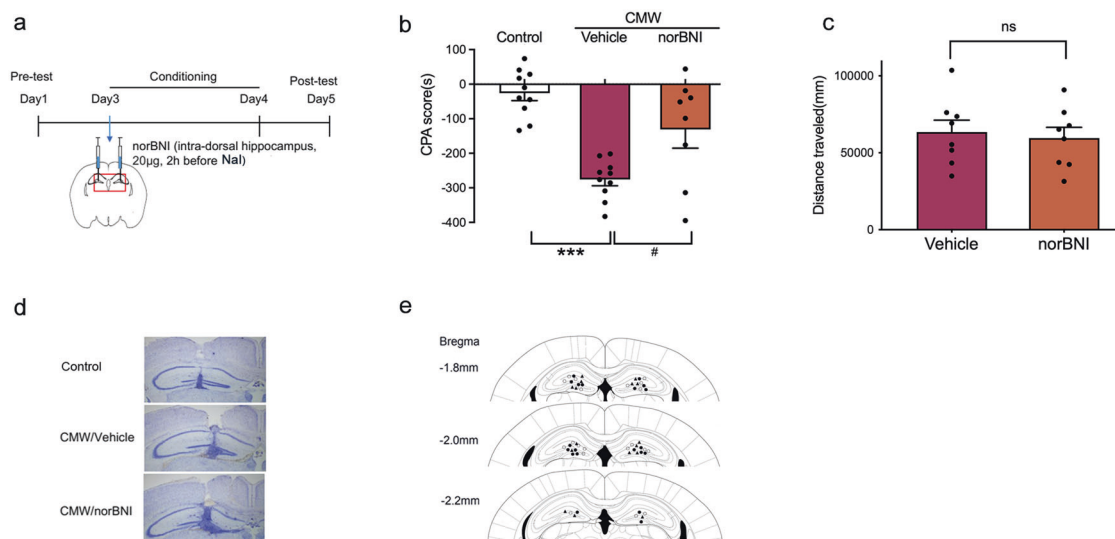 a
Pre-test
Conditioning
Post-test
Day1
Day3
Day4
Day5
norBNI (intra-dorsal hippocampus,
20μg, 2h before Nal)
b
CMW
Control
Vehicle
norBNI
100
0
-100
-200
-300
-400
CPA score(s)
***
#
c
ns
100000
50000
0
Distance traveled(mm)
Vehicle
norBNI
d
Control
CMW/Vehicle
CMW/norBNI
e
Bregma
-1.8mm
-2.0mm
-2.2mm